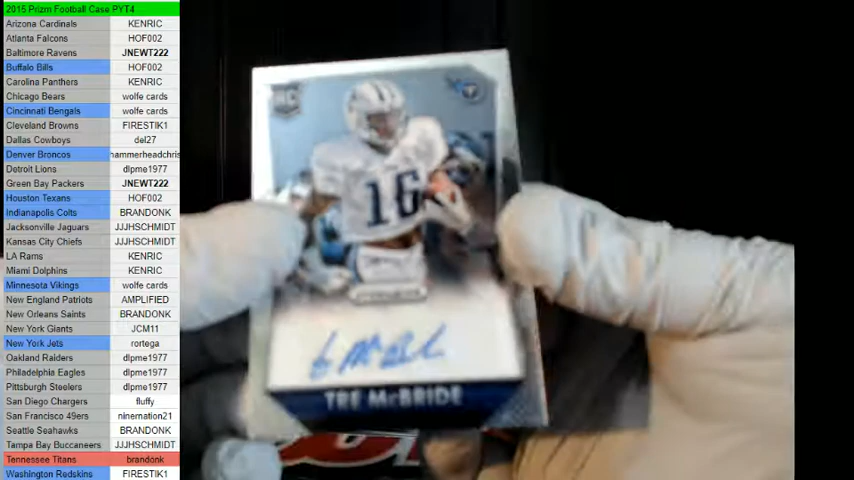 2015 Prizm Football Case PYT4
Arizona Cardinals KENRIC
Atlanta Falcons HOF002
Baltimore Ravens JNEWT222
Buffalo Bills HOF002
Carolina Panthers KENRIC
Chicago Bears wolfe cards
Cincinnati Bengals wolfe cards
Cleveland Browns FIRESTIK1
Dallas Cowboys del27
Denver Broncos hammerheadchris
Detroit Lions dlpme1977
Green Bay Packers JNEWT222
Houston Texans HOF002
Indianapolis Colts BRANDONK
Jacksonville Jaguars JJJHSCHMIDT
Kansas City Chiefs JJJHSCHMIDT
LA Rams KENRIC
Miami Dolphins KENRIC
Minnesota Vikings wolfe cards
New England Patriots AMPLIFIED
New Orleans Saints BRANDONK
New York Giants JCM11
New York Jets rortega
Oakland Raiders dlpme1977
Philadelphia Eagles dlpme1977
Pittsburgh Steelers dlpme1977
San Diego Chargers fluffy
San Francisco 49ers ninernation21
Seattle Seahawks BRANDONK
Tampa Bay Buccaneers JJJHSCHMIDT
Tennessee Titans brandonk
Washington Redskins FIRESTIK1
RC
16
TRE McBRIDE